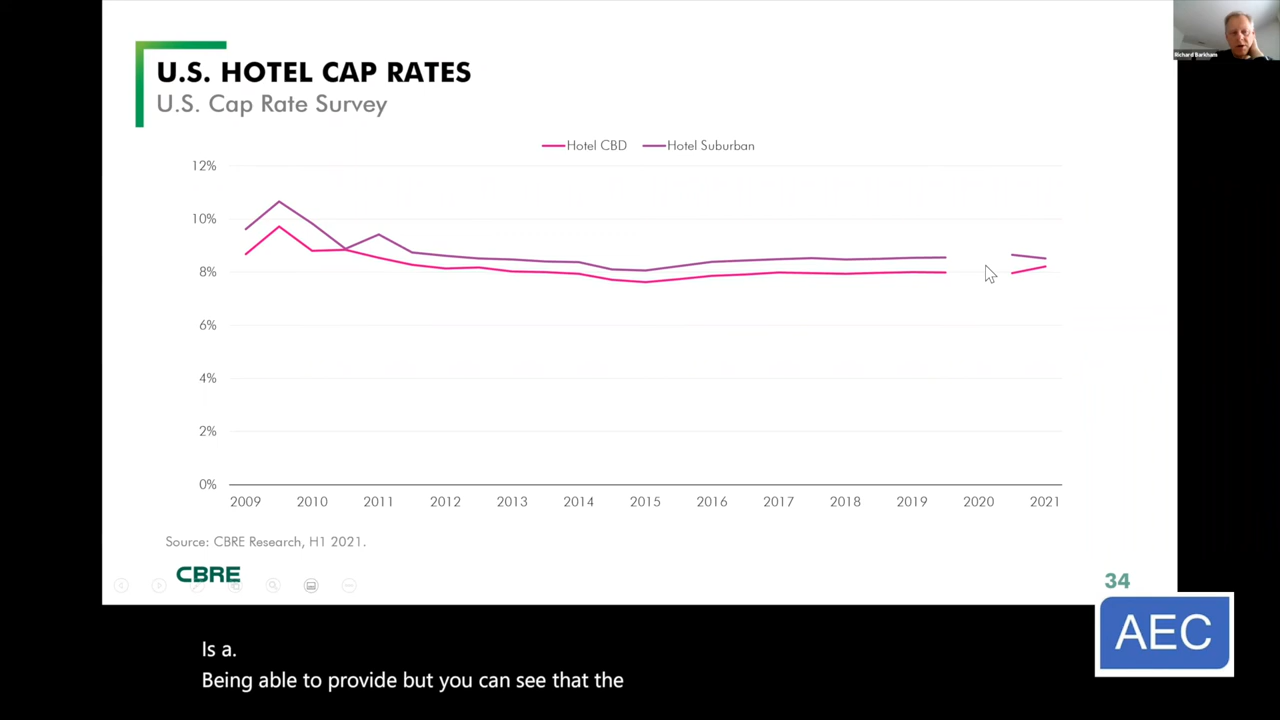 U.S. HOTEL CAP RATES
U.S. Cap Rate Survey
Richard Barkham
Hotel CBD Hotel Suburban
12%
10%
8%
6%
4%
2%
0%
2009 2010 2011 2012 2013 2014 2015 2016 2017 2018 2019 2020 2021
Source: CBRE Research, H1 2021.
CBRE
34
AEC
Is a.
Being able to provide but you can see that the